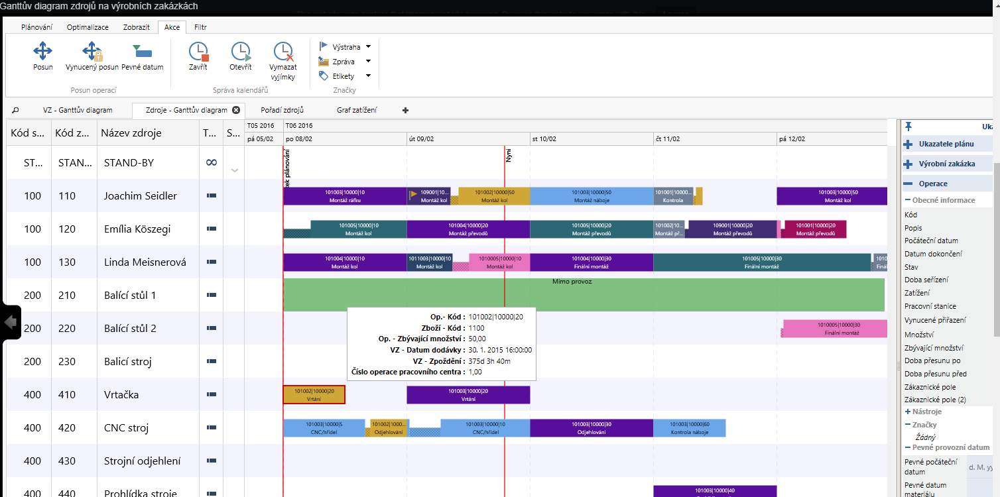 Ganttův diagram zdrojů na výrobních zakázkách
Plánování Optimalizace Zobrazit Akce Filtr
Posun Vynucený posun Pevné datum
Posun operací
Zavřít Otevřít Vymazat výjimky
Správa kalendářů
Výstraha
Zpráva
Etikety
Značky
VZ - Ganttův diagram Zdroje - Ganttův diagram Pořadí zdrojů Graf zatížení
Kód s... Kód z... Název zdroje T... S...
T05 2016 T06 2016
pá 05/02 po 08/02 út 09/02 st 10/02 čt 11/02 pá 12/02
ST... STAN... STAND-BY ∞
tek plánování
Nyní
100 110 Joachim Seidler
101003|10000|10 109001|10... 101002|10000|50 101003|10000|50 101001|10000... 101003|10000|50
Montáž ráfku Montáž kol Montáž kol Montáž náboje Kontrola Montáž kol
100 120 Emília Köszegi
101005|10000|10 101004|10000|20 101005|10000|20 101002|10... 109001|10000|20 101001|10000|20
Montáž kol Montáž převodů Montáž převodů Montáž př... Montáž převodů Montáž převodů
100 130 Linda Meisnerová
101004|10000|10 1011003|10000|10 1010005|10000|10 101004|10000|30 101005|10000|30 1010
Montáž kol Montáž kol Montáž kol Finální montáž Finální montáž Finál
200 210 Balící stůl 1
Mimo provoz
200 220 Balící stůl 2
1010005|10000|30
Finální montáž
200 230 Balicí stroj
Op.- Kód : 101002|10000|20
Zboží - Kód : 1100
Op. - Zbývající množství : 50,00
VZ - Datum dodávky : 30. 1. 2015 16:00:00
VZ - Zpoždění : 375d 3h 40m
Číslo operace pracovního centra : 1,00
400 410 Vrtačka
101002|10000|20 101003|10000|20
Vrtání Vrtání
400 420 CNC stroj
101003|10000|5 101002|1000... 101003|10000|10 101003|10000|30 101003|10000|60
CNC/hřídel Odjehlování CNC/hřídel Odjehlování Kontrola náboje
400 430 Strojní odjehlení
400 440 Prohlídka stroje
101003|10000|40
Uka
Ukazatele plánu
Výrobní zakázka
Operace
Obecné informace
Kód
Popis
Počáteční datum
Datum dokončení
Stav
Doba seřízení
Zatížení
Pracovní stanice
Vynucené přiřazení
Množství
Zbývající množství
Doba přesunu po
Doba přesunu před
Zákaznické pole
Zákaznické pole (2)
Nástroje
Značky
Žádný
Pevné provozní datum
Pevné počáteční datum d. M. yy
Pevné datum
materiálu